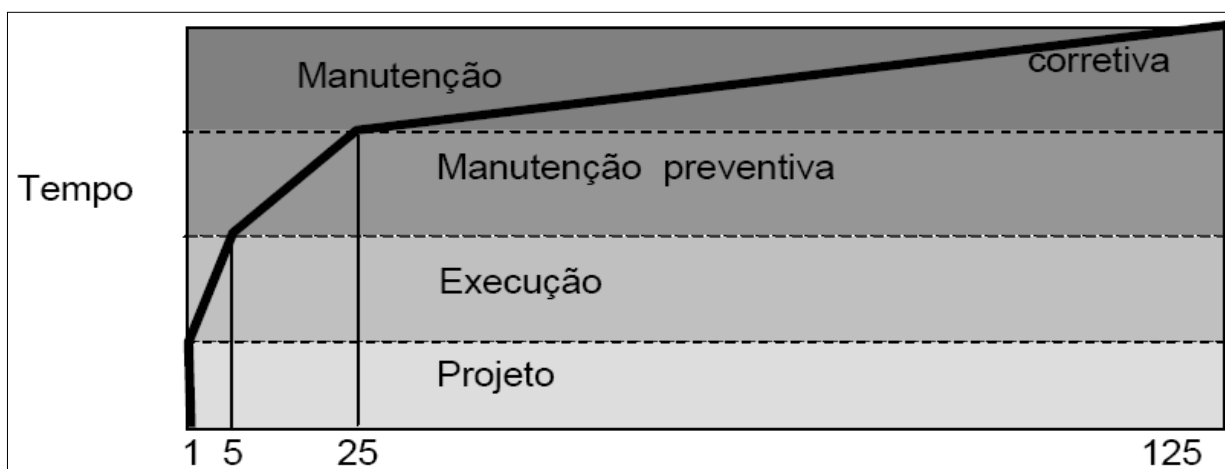 Manutenção corretiva
Manutenção preventiva
Tempo
Execução
Projeto
1 5 25 125